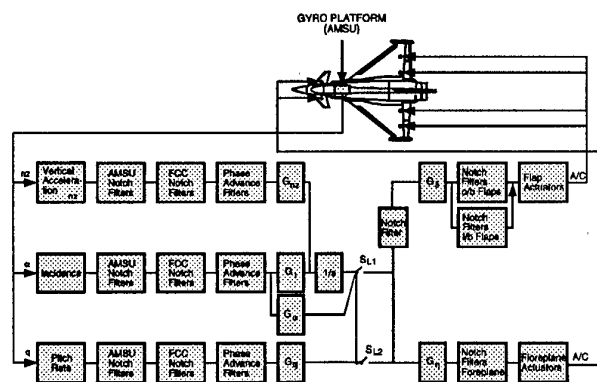 GYRO PLATFORM
(AMSU)
nz
Vertical
Accelera-
tion nz
AMSU
Notch
Filters
FCC
Notch
Filters
Phase
Advance
Filters
Gnz
Gδ
Notch
Filters
o/b Flaps
Flap
Actuators
A/C
Notch
Filter
Notch
Filters
i/b Flaps
α
Incidence
AMSU
Notch
Filters
FCC
Notch
Filters
Phase
Advance
Filters
1/s
SL1
Gα
q
Pitch
Rate
AMSU
Notch
Filters
FCC
Notch
Filters
Phase
Advance
Filters
Gq
SL2
Gη
Notch
Filters
Foreplane
Floreplane
Actuators
A/C